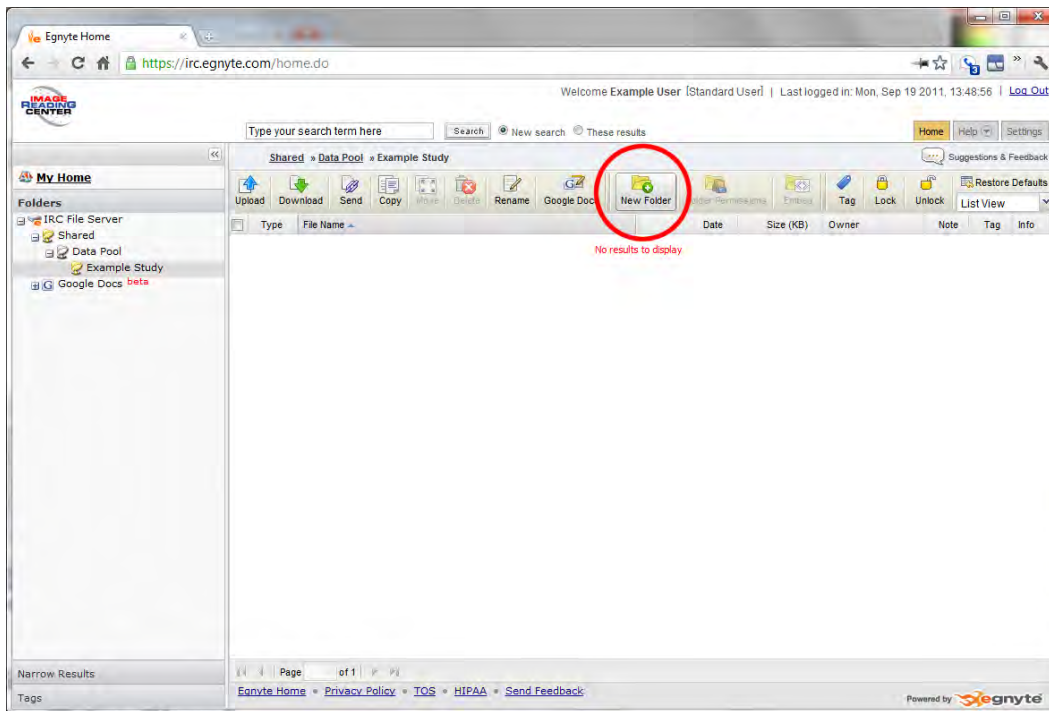 Egnyte Home
https://irc.egnyte.com/home.do
IMAGE
READING
CENTER
Welcome Example User [Standard User] | Last logged in: Mon, Sep 19 2011, 13:48:56 | Log Out
Type your search term here Search New search These results Home Help Settings
Shared » Data Pool » Example Study Suggestions & Feedback
My Home
Folders
IRC File Server
Shared
Data Pool
Example Study
Google Docs beta
Upload Download Send Copy Move Delete Rename Google Docs New Folder Folder Permissions Embed Tag Lock Unlock
Restore Defaults
List View
Type File Name Date Size (KB) Owner Note Tag Info
No results to display
Narrow Results
Tags
Page of 1
Egnyte Home • Privacy Policy • TOS • HIPAA • Send Feedback
Powered by egnyte